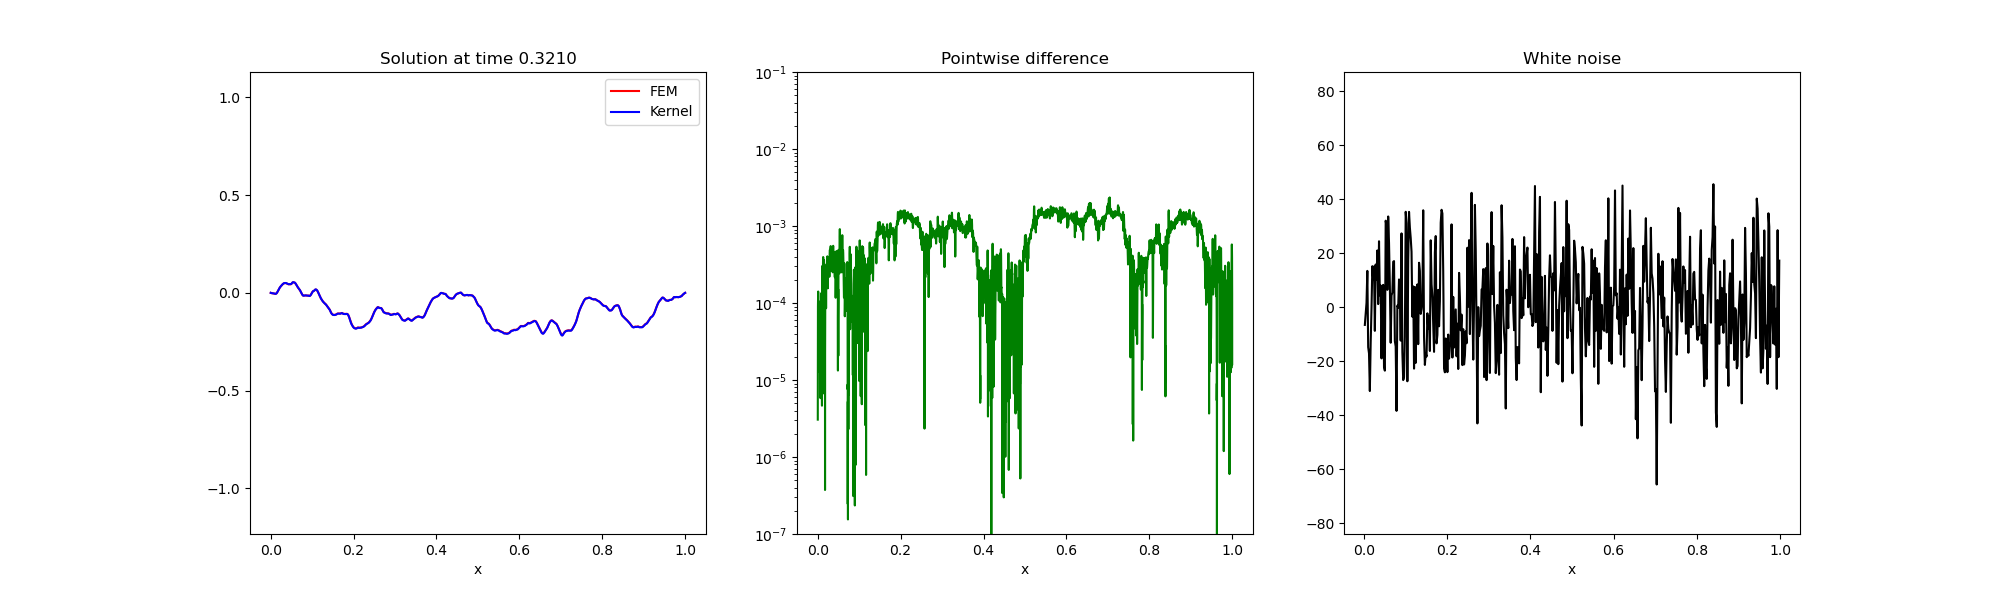 Solution at time 0.3210
1.0
0.5
0.0
−0.5
−1.0
FEM
Kernel
0.0 0.2 0.4 0.6 0.8 1.0
x
Pointwise difference
10⁻¹
10⁻²
10⁻³
10⁻⁴
10⁻⁵
10⁻⁶
10⁻⁷
0.0 0.2 0.4 0.6 0.8 1.0
x
White noise
80
60
40
20
0
−20
−40
−60
−80
0.0 0.2 0.4 0.6 0.8 1.0
x